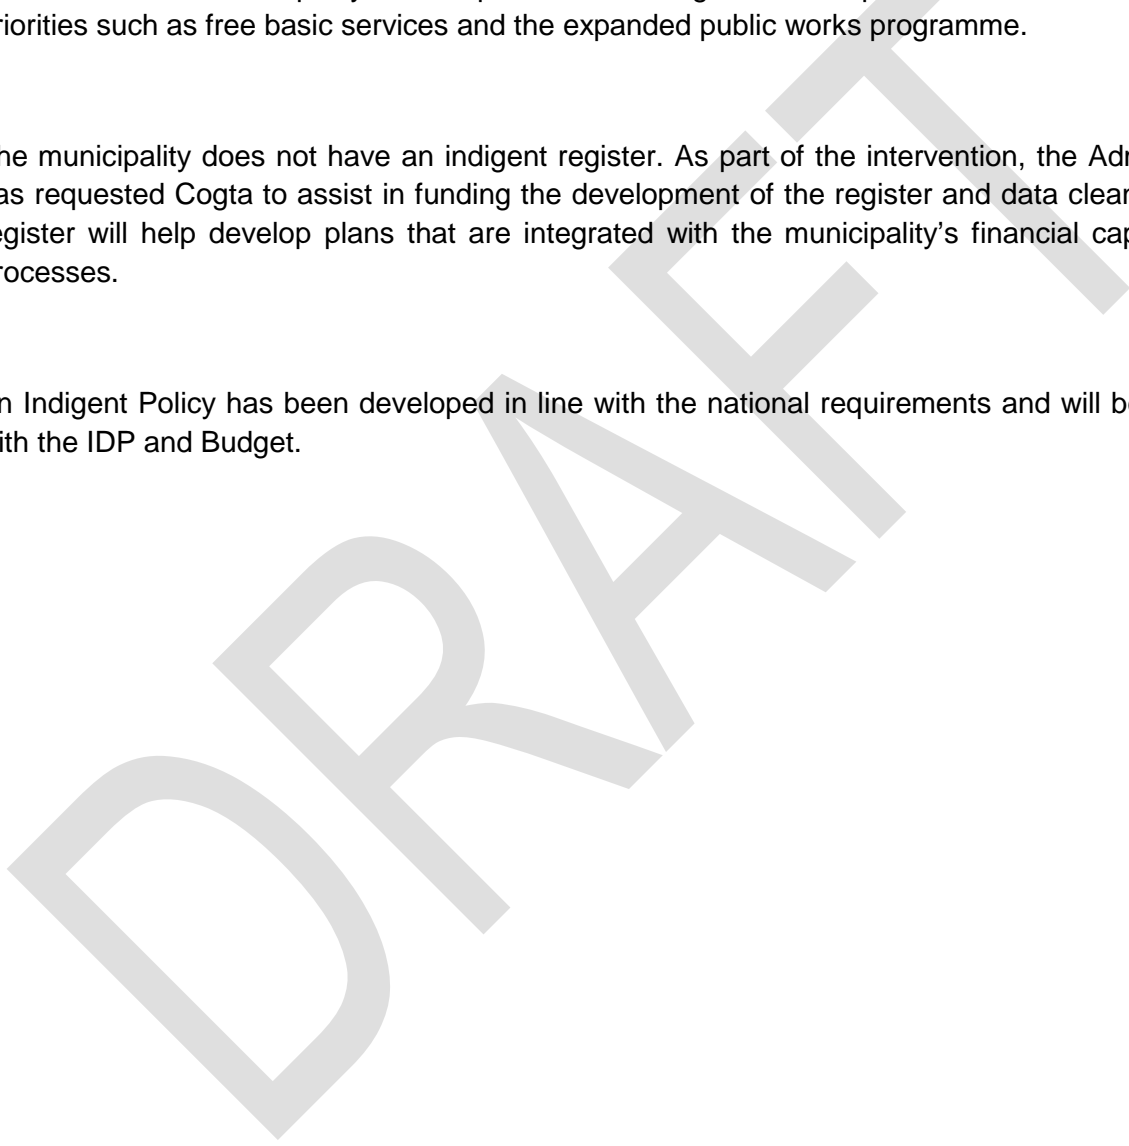 riorities such as free basic services and the expanded public works programme.
he municipality does not have an indigent register. As part of the intervention, the Adr
as requested Cogta to assist in funding the development of the register and data clear
egister will help develop plans that are integrated with the municipality's financial cap
rocesses.
n Indigent Policy has been developed in line with the national requirements and will b
ith the IDP and Budget.
DRAFT